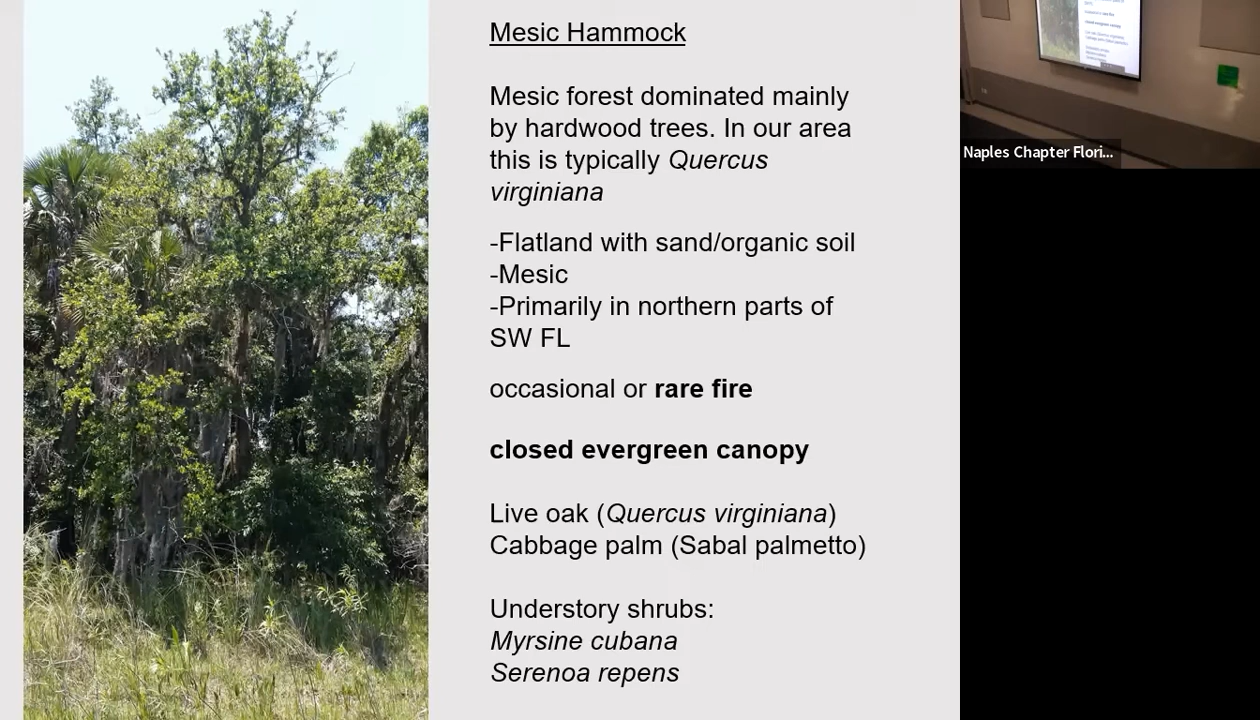 Mesic Hammock
Mesic forest dominated mainly
by hardwood trees. In our area
this is typically Quercus
virginiana
-Flatland with sand/organic soil
-Mesic
-Primarily in northern parts of
SW FL
occasional or rare fire
closed evergreen canopy
Live oak (Quercus virginiana)
Cabbage palm (Sabal palmetto)
Understory shrubs:
Myrsine cubana
Serenoa repens
Naples Chapter Flori...